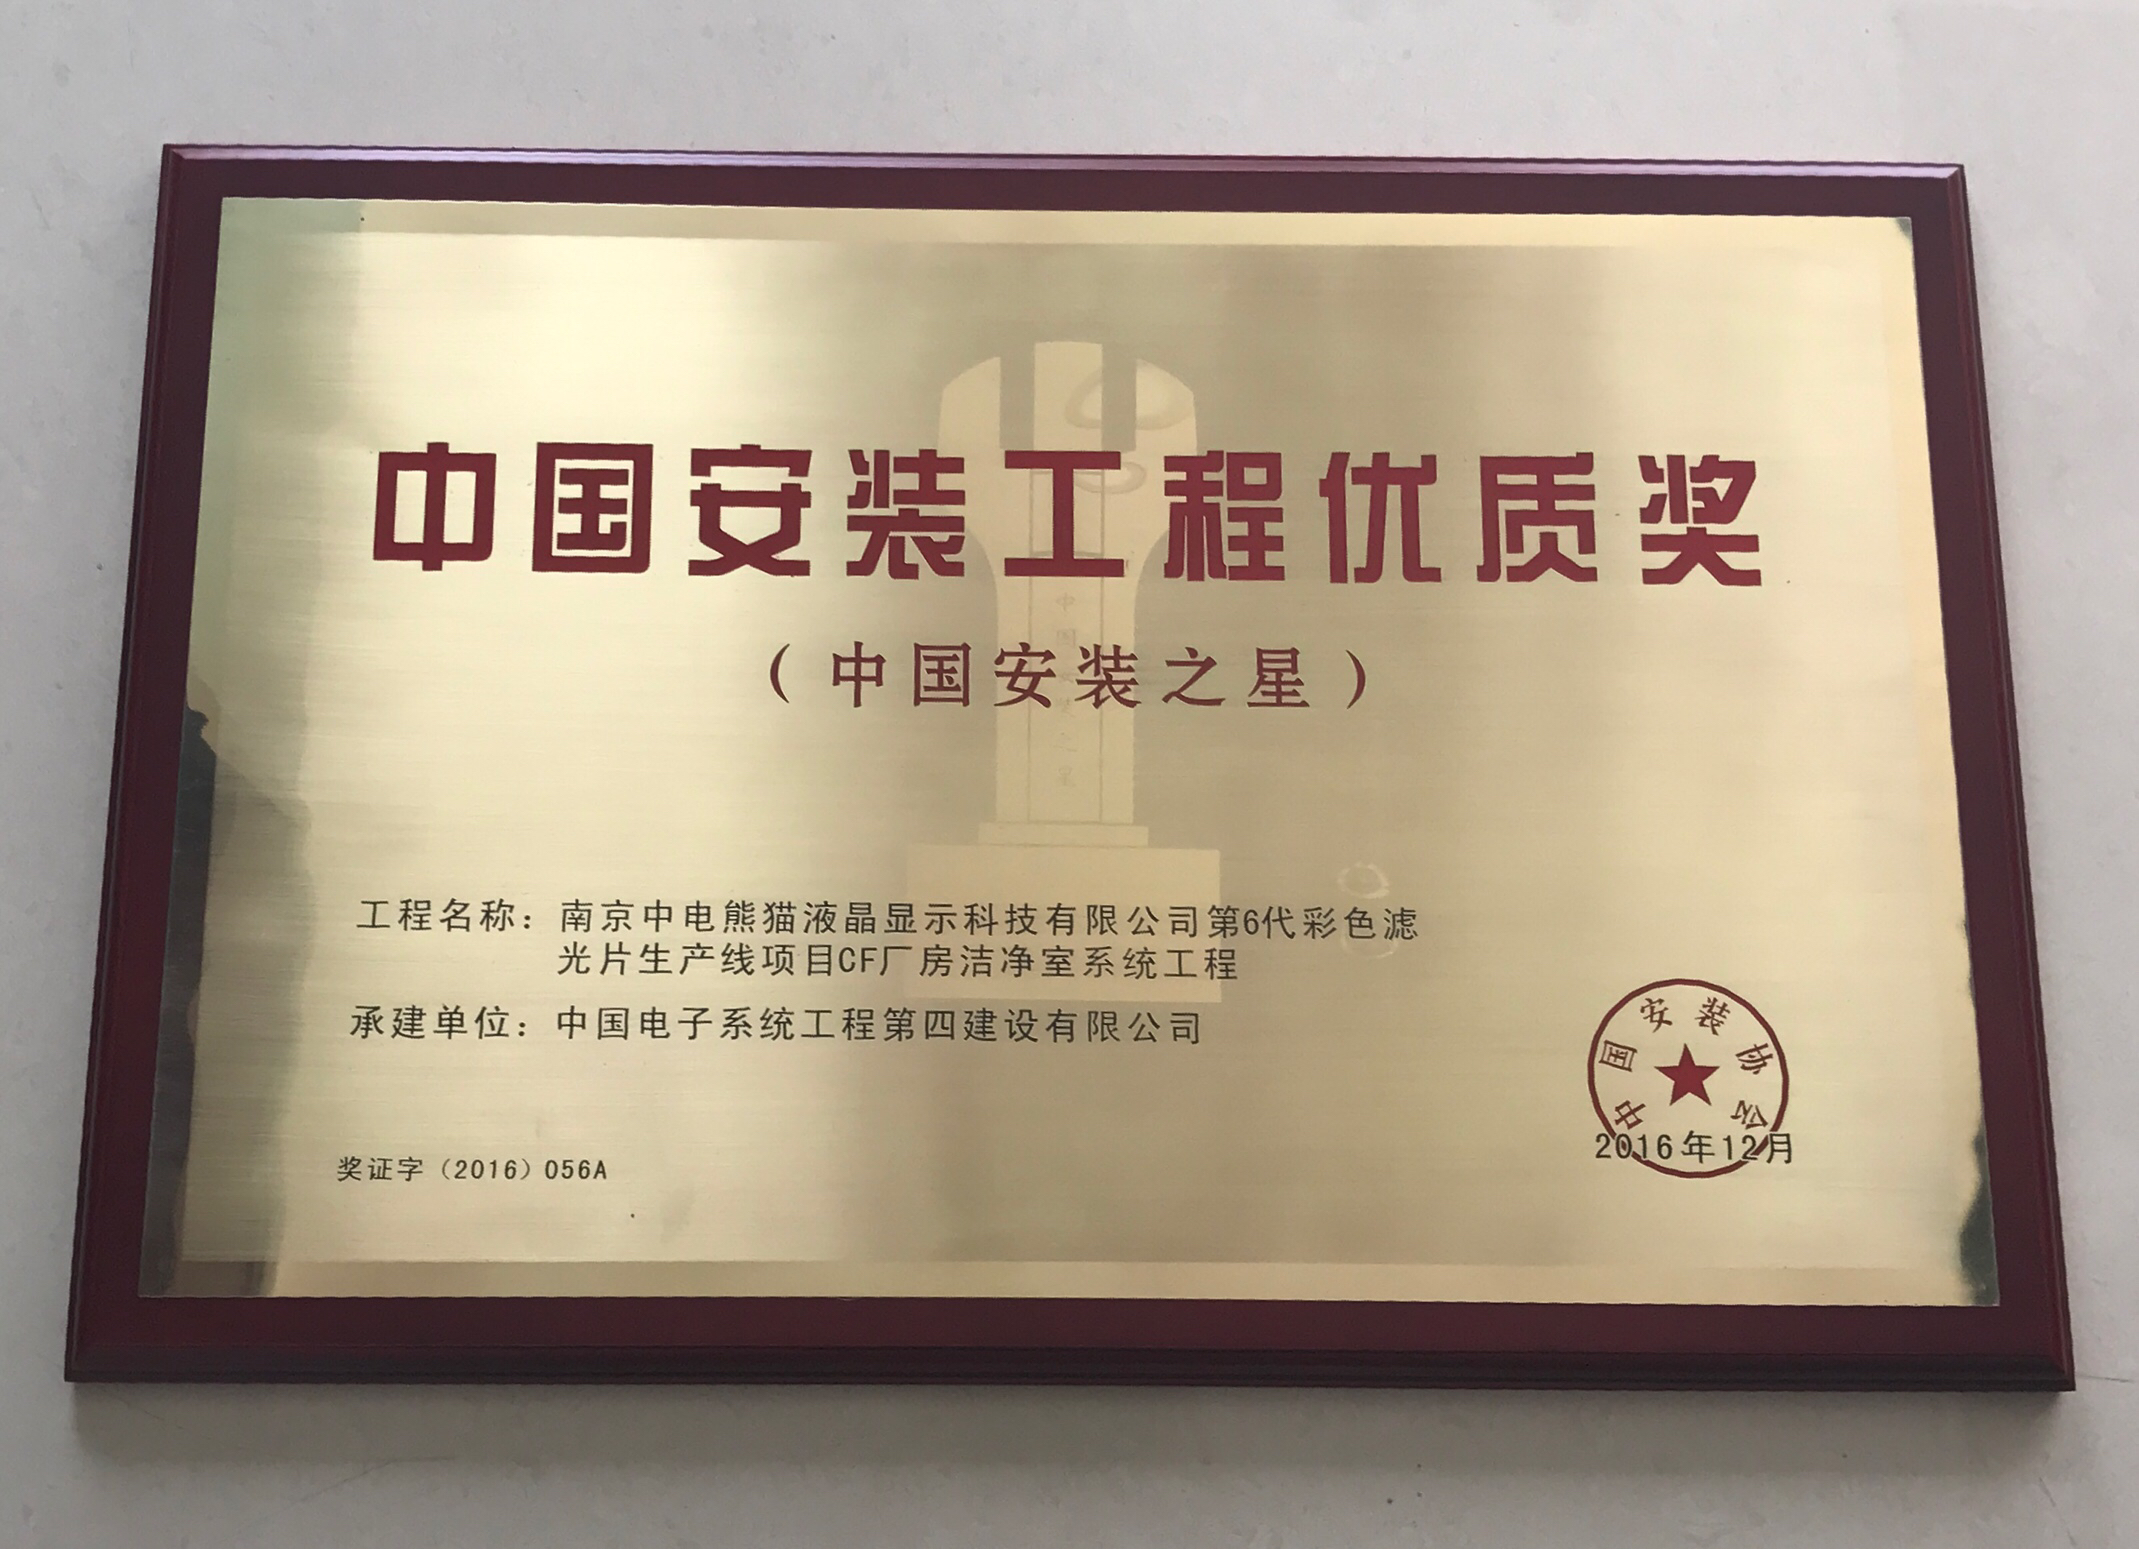 中国安装工程优质奖
（中国安装之星）
工程名称：南京中电熊猫液晶显示科技有限公司第6代彩色滤
光片生产线项目CF厂房洁净室系统工程
承建单位：中国电子系统工程第四建设有限公司
中国安装协会
2016年12月
奖证字（2016）056A